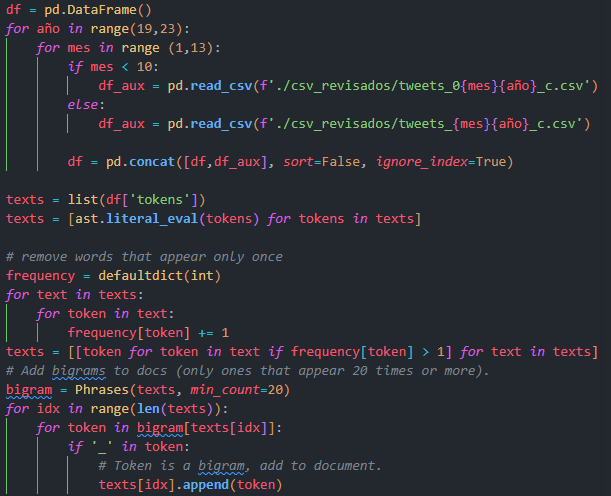 df = pd.DataFrame()
for año in range(19,23):
    for mes in range (1,13):
        if mes < 10:
            df_aux = pd.read_csv(f'./csv_revisados/tweets_0{mes}{año}_c.csv')
        else:
            df_aux = pd.read_csv(f'./csv_revisados/tweets_{mes}{año}_c.csv')

        df = pd.concat([df,df_aux], sort=False, ignore_index=True)

texts = list(df['tokens'])
texts = [ast.literal_eval(tokens) for tokens in texts]

# remove words that appear only once
frequency = defaultdict(int)
for text in texts:
    for token in text:
        frequency[token] += 1
texts = [[token for token in text if frequency[token] > 1] for text in texts]
# Add bigrams to docs (only ones that appear 20 times or more).
bigram = Phrases(texts, min_count=20)
for idx in range(len(texts)):
    for token in bigram[texts[idx]]:
        if '_' in token:
            # Token is a bigram, add to document.
            texts[idx].append(token)